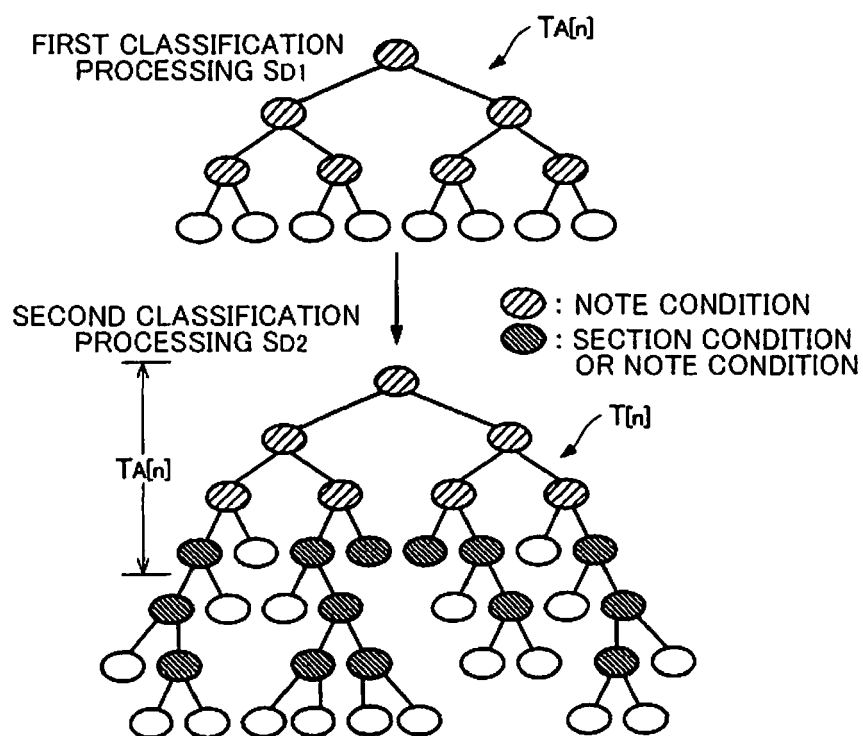 FIRST CLASSIFICATION
PROCESSING SD1
TA[n]
SECOND CLASSIFICATION
PROCESSING SD2
: NOTE CONDITION
: SECTION CONDITION
OR NOTE CONDITION
T[n]
TA[n]